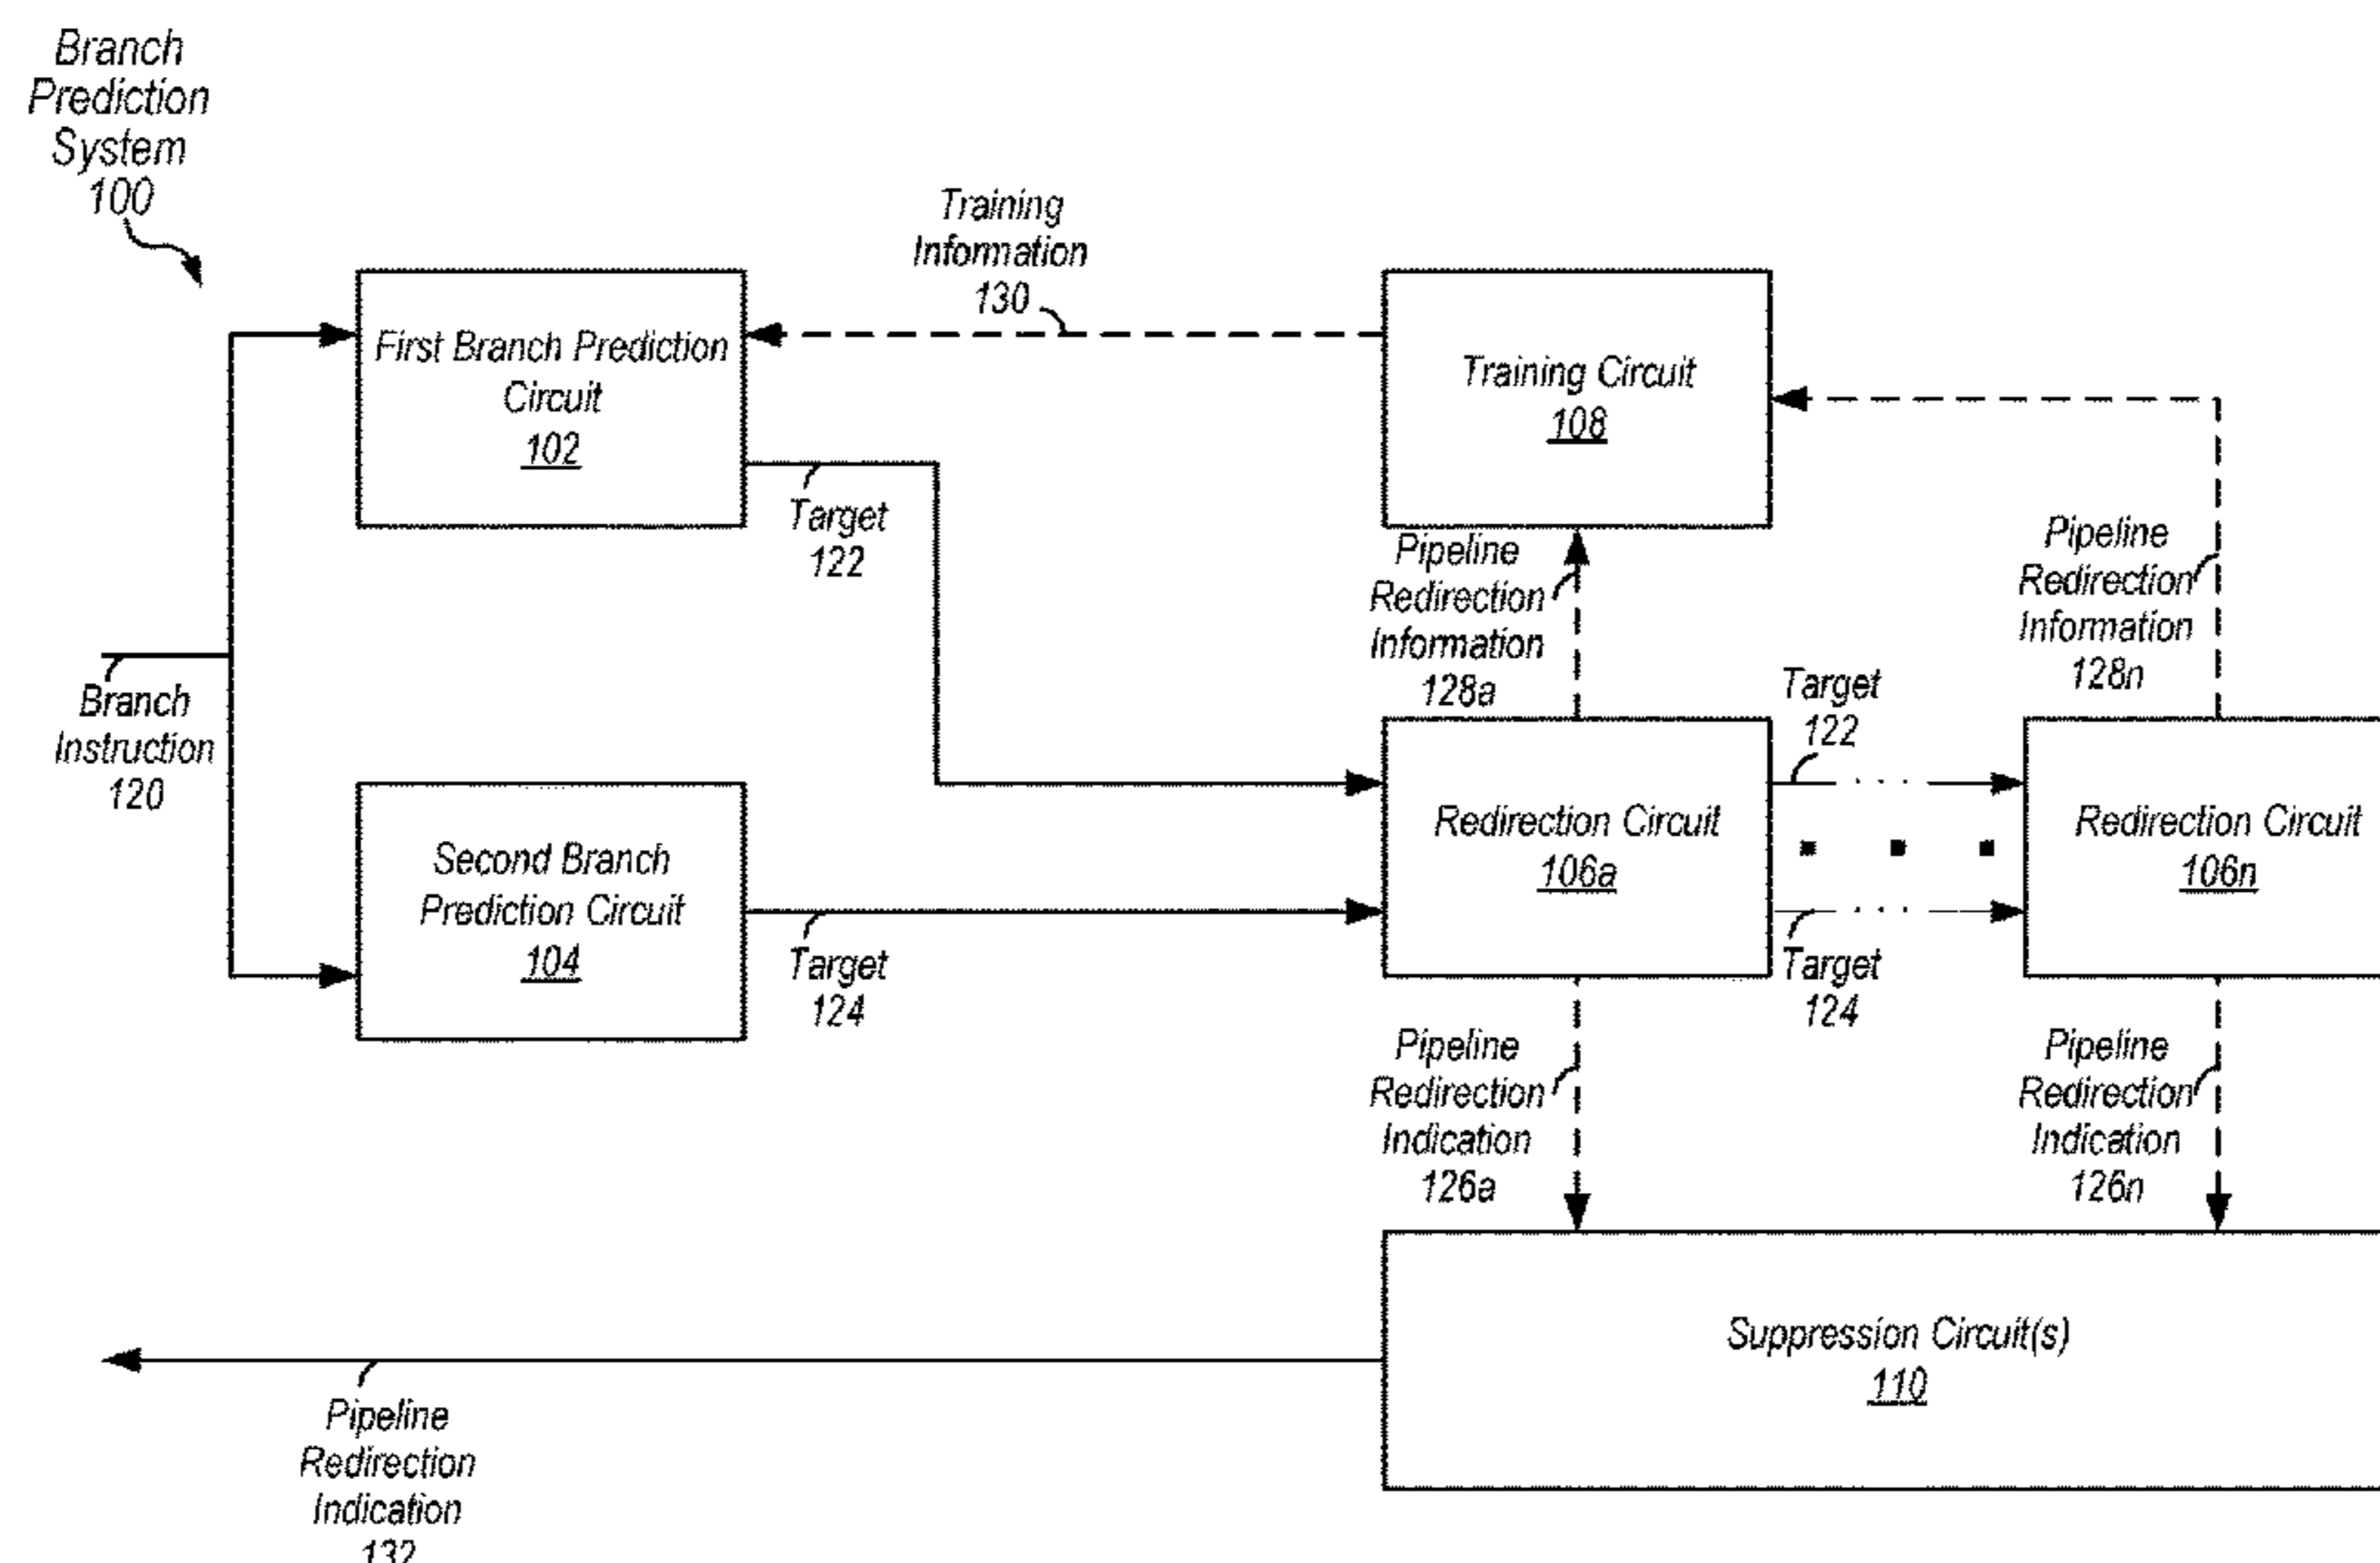 Branch
Prediction
System
100
Training
Information
130
First Branch Prediction
Circuit
102
Training Circuit
108
Target
122
Pipeline
Redirection
Information
128a
Pipeline
Redirection
Information
128n
Branch
Instruction
120
Target
122
Second Branch
Prediction Circuit
104
Target
124
Redirection Circuit
106a
Redirection Circuit
106n
Target
124
Pipeline
Redirection
Indication
126a
Pipeline
Redirection
Indication
126n
Suppression Circuit(s)
110
Pipeline
Redirection
Indication
132